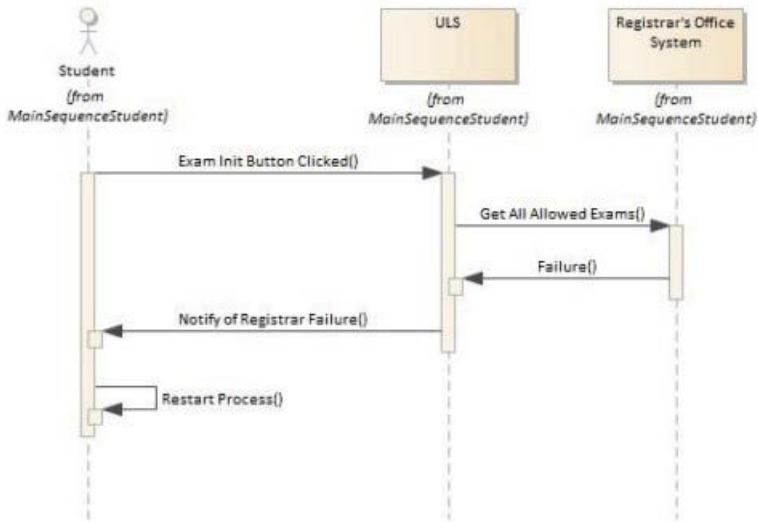 Student
(from
MainSequenceStudent)
ULS
(from
MainSequenceStudent)
Registrar's Office
System
(from
MainSequenceStudent)
Exam Init Button Clicked()
Get All Allowed Exams()
Failure()
Notify of Registrar Failure()
Restart Process()